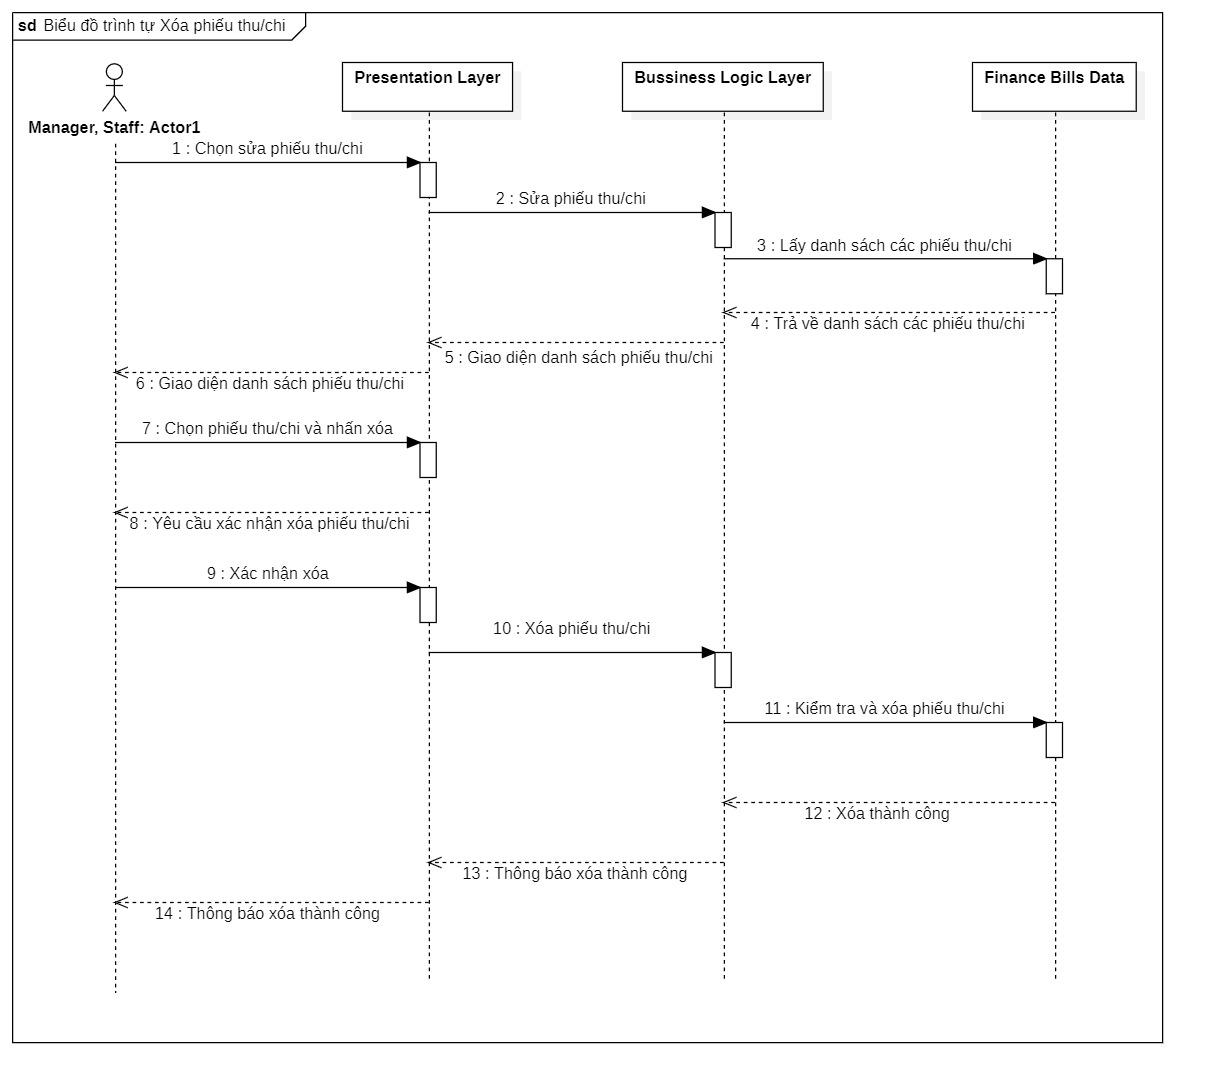 sd Biểu đồ trình tự Xóa phiếu thu/chi
Presentation Layer
Bussiness Logic Layer
Finance Bills Data
Manager, Staff: Actor1
1 : Chọn sửa phiếu thu/chi
2 : Sửa phiếu thu/chi
3 : Lấy danh sách các phiếu thu/chi
4 : Trả về danh sách các phiếu thu/chi
5 : Giao diện danh sách phiếu thu/chi
6 : Giao diện danh sách phiếu thu/chi
7 : Chọn phiếu thu/chi và nhấn xóa
8 : Yêu cầu xác nhận xóa phiếu thu/chi
9 : Xác nhận xóa
10 : Xóa phiếu thu/chi
11 : Kiểm tra và xóa phiếu thu/chi
12 : Xóa thành công
13 : Thông báo xóa thành công
14 : Thông báo xóa thành công